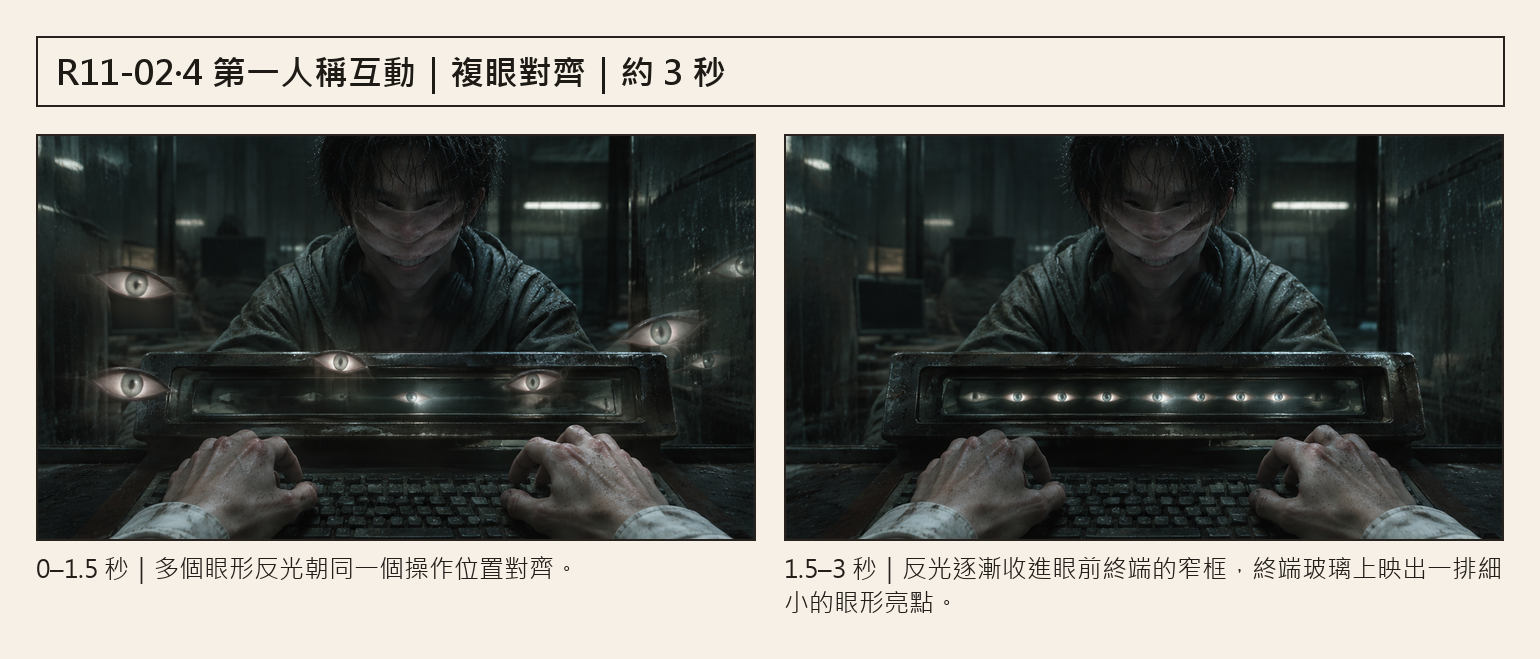 R11-02·4 第一人稱互動｜複眼對齊｜約 3 秒
0–1.5 秒｜多個眼形反光朝同一個操作位置對齊。
1.5–3 秒｜反光逐漸收進眼前終端的窄框，終端玻璃上映出一排細
小的眼形亮點。